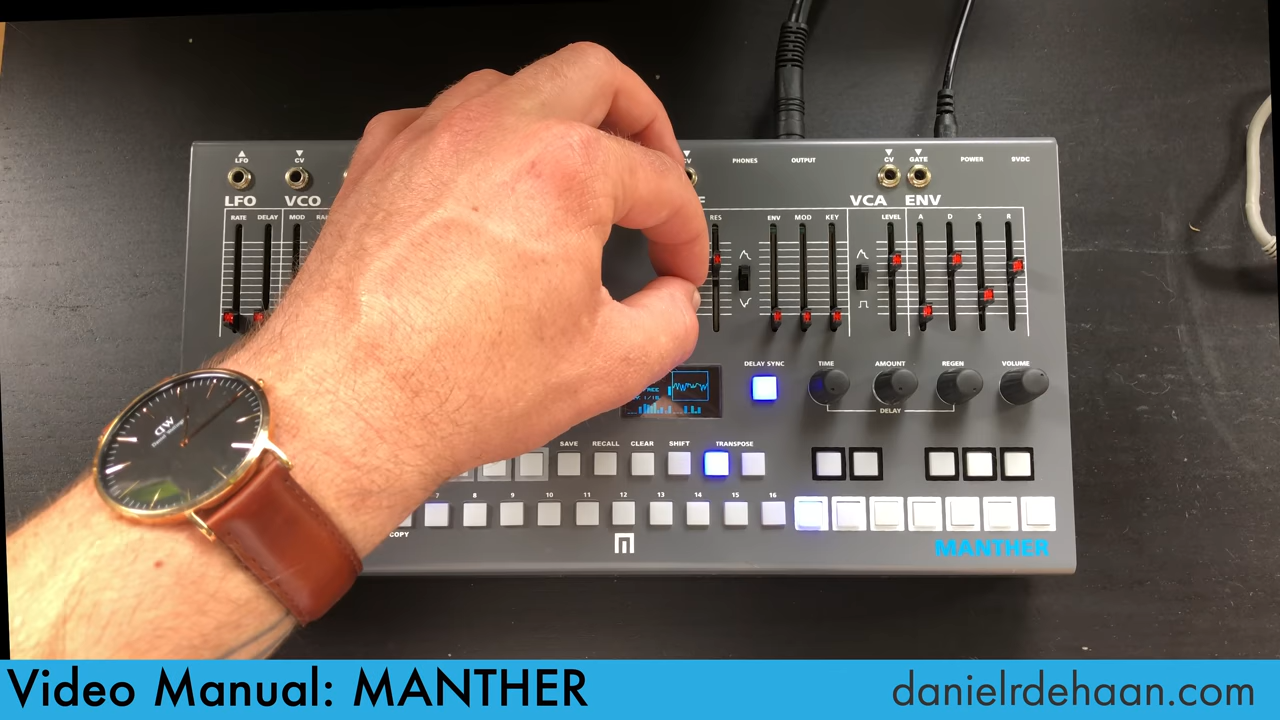 LFO CV CV PHONES OUTPUT CV GATE POWER 9VDC
LFO VCO VCA ENV
RATE DELAY MOD RES ENV MOD KEY LEVEL A D S R
DELAY SYNC TIME AMOUNT REGEN VOLUME
DELAY
SAVE RECALL CLEAR SHIFT TRANSPOSE
7 8 9 10 11 12 13 14 15 16
COPY
MANTHER
DW
Video Manual: MANTHER
danielrdehaan.com